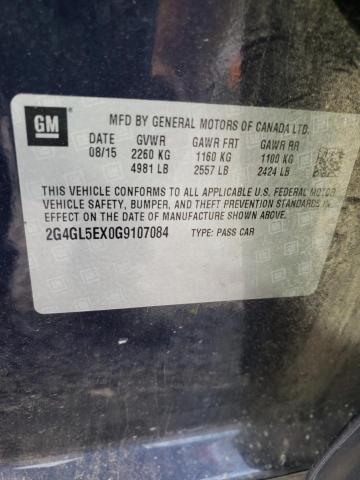 GM
MFD BY GENERAL MOTORS OF CANADA LTD.
DATE GVWR GAWR FRT GAWR RR
08/15 2260 KG 1160 KG 1100 KG
4981 LB 2557 LB 2424 LB
THIS VEHICLE CONFORMS TO ALL APPLICABLE U.S. FEDERAL MOTOR
VEHICLE SAFETY, BUMPER, AND THEFT PREVENTION STANDARDS
IN EFFECT ON THE DATE OF MANUFACTURE SHOWN ABOVE.
2G4GL5EX0G9107084 TYPE: PASS CAR